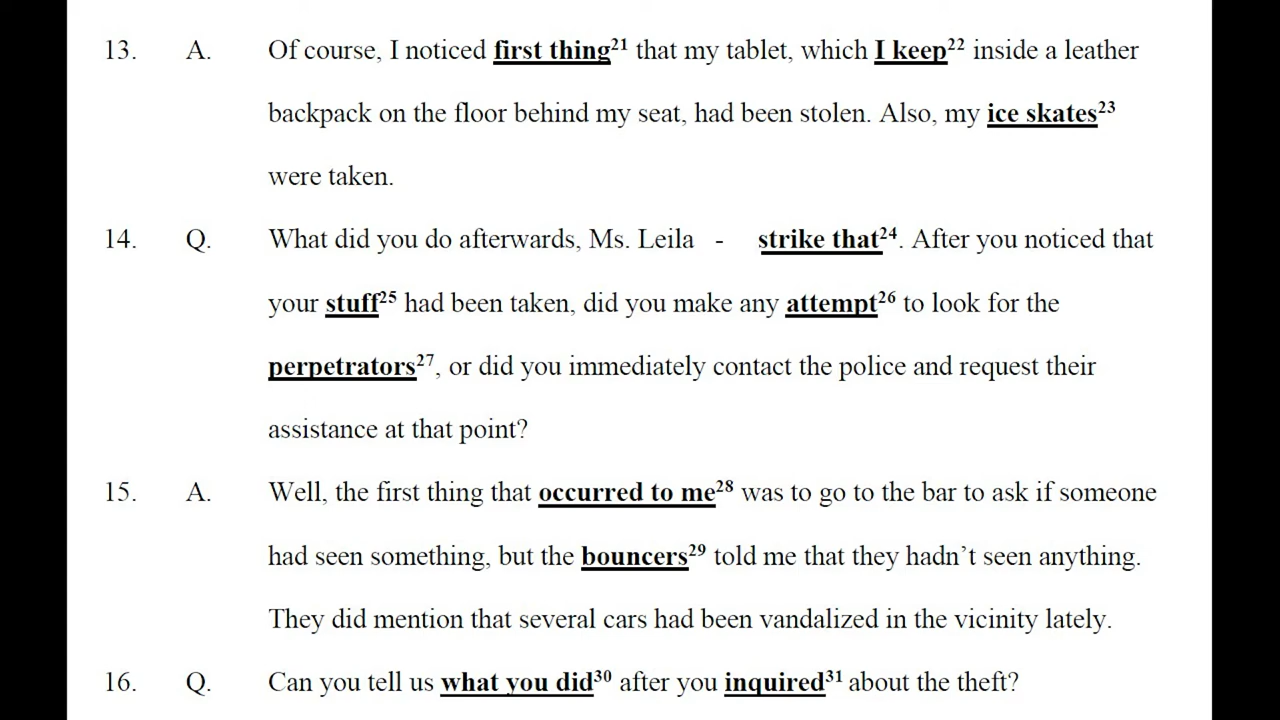 13. A. Of course, I noticed first thing²¹ that my tablet, which I keep²² inside a leather
backpack on the floor behind my seat, had been stolen. Also, my ice skates²³
were taken.
14. Q. What did you do afterwards, Ms. Leila - strike that²⁴. After you noticed that
your stuff²⁵ had been taken, did you make any attempt²⁶ to look for the
perpetrators²⁷, or did you immediately contact the police and request their
assistance at that point?
15. A. Well, the first thing that occurred to me²⁸ was to go to the bar to ask if someone
had seen something, but the bouncers²⁹ told me that they hadn’t seen anything.
They did mention that several cars had been vandalized in the vicinity lately.
16. Q. Can you tell us what you did³⁰ after you inquired³¹ about the theft?